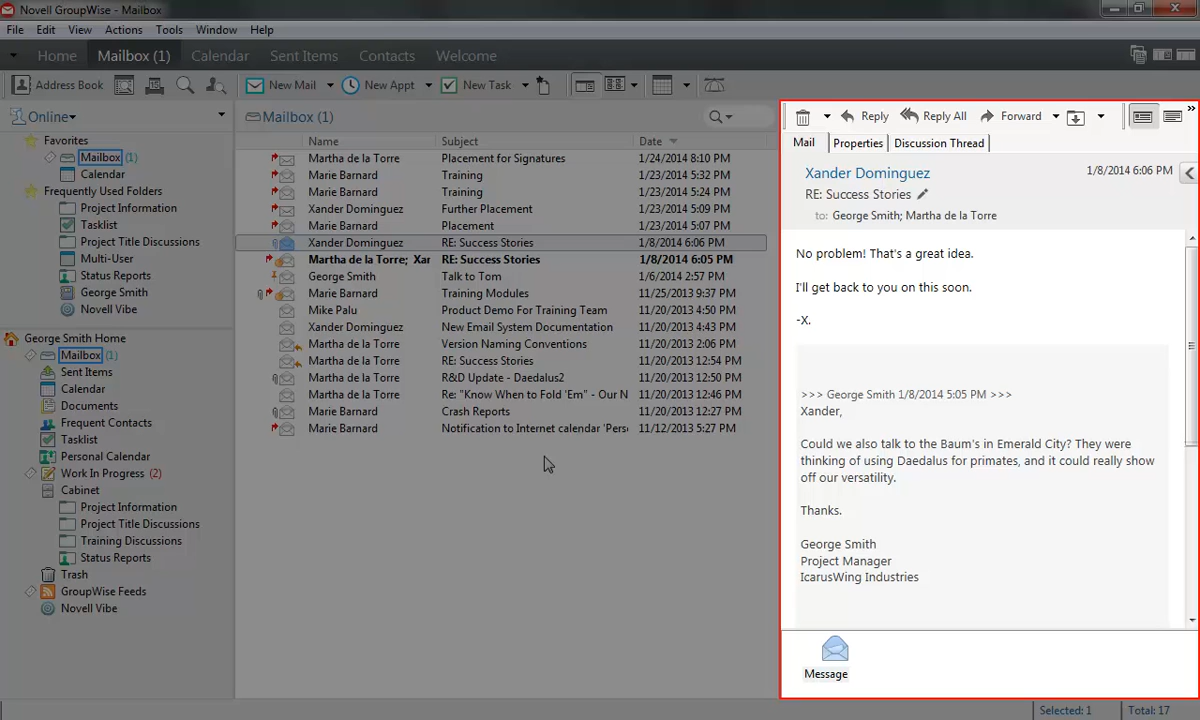 Novell GroupWise - Mailbox
File Edit View Actions Tools Window Help
Home Mailbox (1) Calendar Sent Items Contacts Welcome
Address Book New Mail New Appt New Task
Online
Favorites
Mailbox (1)
Calendar
Frequently Used Folders
Project Information
Tasklist
Project Title Discussions
Multi-User
Status Reports
George Smith
Novell Vibe
George Smith Home
Mailbox (1)
Sent Items
Calendar
Documents
Frequent Contacts
Tasklist
Personal Calendar
Work In Progress (2)
Cabinet
Project Information
Project Title Discussions
Training Discussions
Status Reports
Trash
GroupWise Feeds
Novell Vibe
Mailbox (1)
Name Subject Date
Martha de la Torre Placement for Signatures 1/24/2014 8:10 PM
Marie Barnard Training 1/23/2014 5:32 PM
Marie Barnard Training 1/23/2014 5:24 PM
Xander Dominguez Further Placement 1/23/2014 5:09 PM
Marie Barnard Placement 1/23/2014 5:07 PM
Xander Dominguez RE: Success Stories 1/8/2014 6:06 PM
Martha de la Torre; Xar RE: Success Stories 1/8/2014 6:05 PM
George Smith Talk to Tom 1/6/2014 2:57 PM
Marie Barnard Training Modules 11/25/2013 9:37 PM
Mike Palu Product Demo For Training Team 11/20/2013 4:50 PM
Xander Dominguez New Email System Documentation 11/20/2013 4:43 PM
Martha de la Torre Version Naming Conventions 11/20/2013 2:06 PM
Martha de la Torre RE: Success Stories 11/20/2013 12:54 PM
Martha de la Torre R&D Update - Daedalus2 11/20/2013 12:50 PM
Martha de la Torre Re: "Know When to Fold 'Em" - Our N 11/20/2013 12:46 PM
Marie Barnard Crash Reports 11/20/2013 12:27 PM
Marie Barnard Notification to Internet calendar 'Perso 11/12/2013 5:27 PM
Reply Reply All Forward »
Mail Properties Discussion Thread
Xander Dominguez 1/8/2014 6:06 PM
RE: Success Stories
to: George Smith; Martha de la Torre
No problem! That's a great idea.
I'll get back to you on this soon.
-X.
>>> George Smith 1/8/2014 5:05 PM >>>
Xander,
Could we also talk to the Baum's in Emerald City? They were
thinking of using Daedalus for primates, and it could really show
off our versatility.
Thanks.
George Smith
Project Manager
IcarusWing Industries
Message
Selected: 1 Total: 17